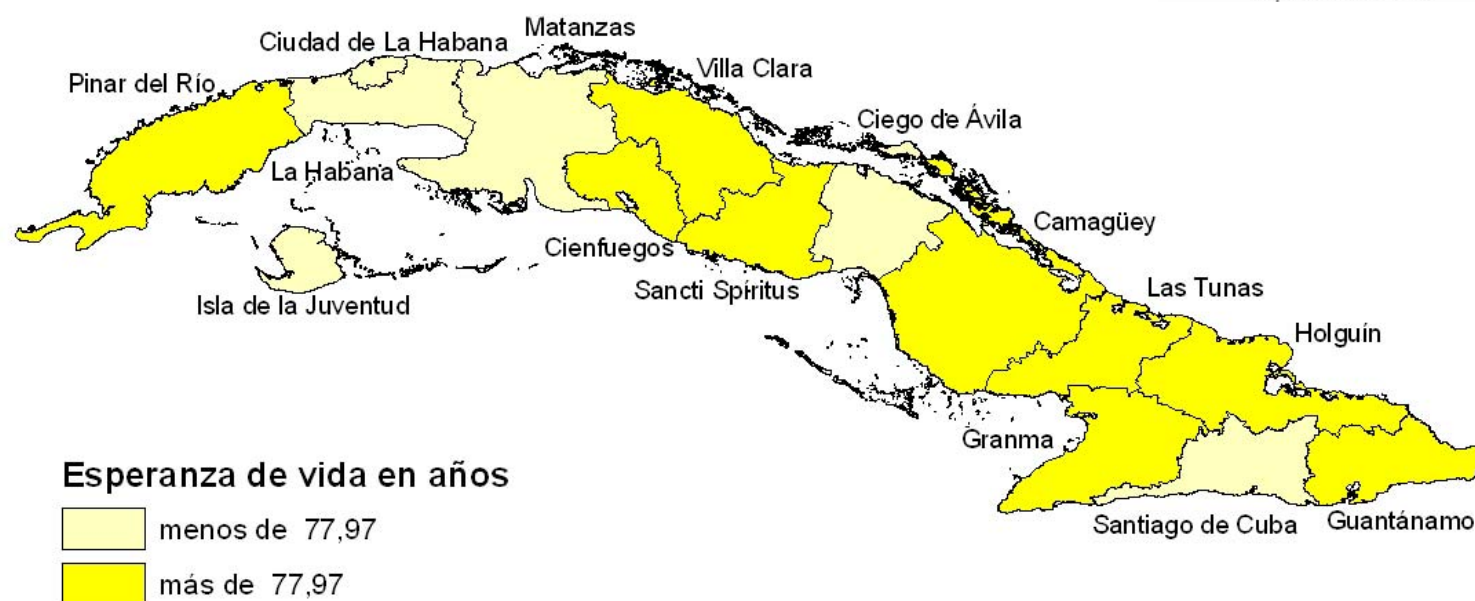 Matanzas
Ciudad de La Habana
Villa Clara
Pinar del Río
Ciego de Ávila
La Habana
Camagüey
Cienfuegos
Sancti Spíritus
Las Tunas
Isla de la Juventud
Holguín
Granma
Santiago de Cuba
Guantánamo
Esperanza de vida en años
menos de 77,97
más de 77,97